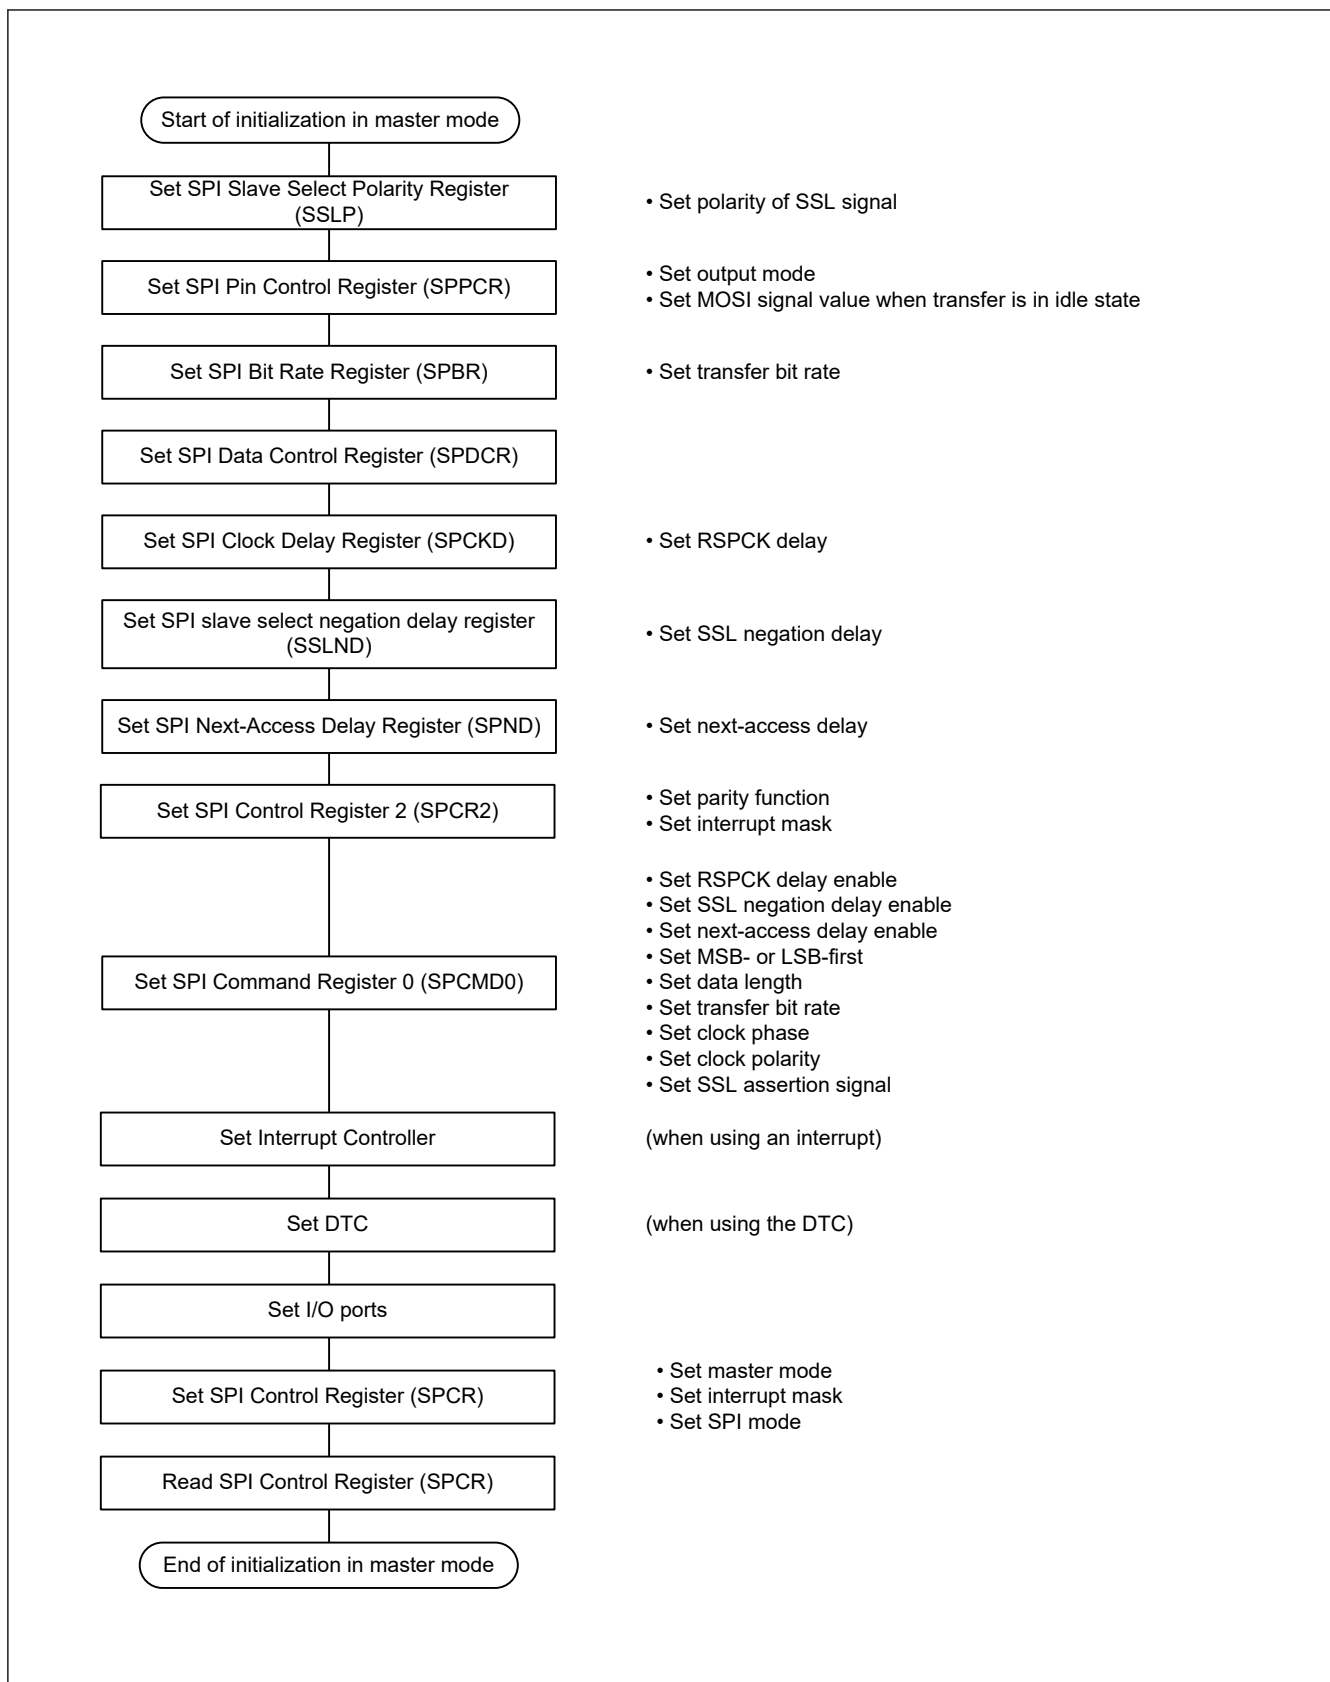 Start of initialization in master mode
Set SPI Slave Select Polarity Register
(SSLP)
• Set polarity of SSL signal
Set SPI Pin Control Register (SPPCR)
• Set output mode
• Set MOSI signal value when transfer is in idle state
Set SPI Bit Rate Register (SPBR)
• Set transfer bit rate
Set SPI Data Control Register (SPDCR)
Set SPI Clock Delay Register (SPCKD)
• Set RSPCK delay
Set SPI slave select negation delay register
(SSLND)
• Set SSL negation delay
Set SPI Next-Access Delay Register (SPND)
• Set next-access delay
Set SPI Control Register 2 (SPCR2)
• Set parity function
• Set interrupt mask
Set SPI Command Register 0 (SPCMD0)
• Set RSPCK delay enable
• Set SSL negation delay enable
• Set next-access delay enable
• Set MSB- or LSB-first
• Set data length
• Set transfer bit rate
• Set clock phase
• Set clock polarity
• Set SSL assertion signal
Set Interrupt Controller
(when using an interrupt)
Set DTC
(when using the DTC)
Set I/O ports
Set SPI Control Register (SPCR)
• Set master mode
• Set interrupt mask
• Set SPI mode
Read SPI Control Register (SPCR)
End of initialization in master mode